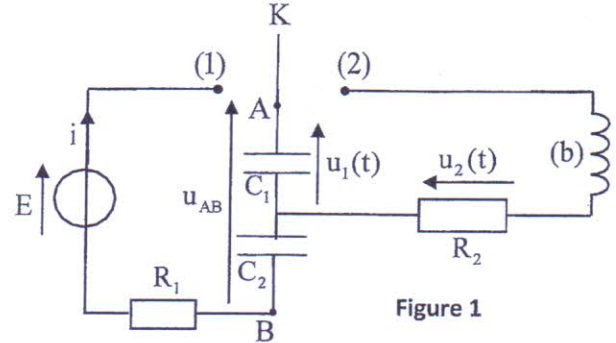 K
(1)
(2)
A
i
E
u_AB
C₁
u₁(t)
u₂(t)
(b)
C₂
R₁
R₂
B
Figure 1